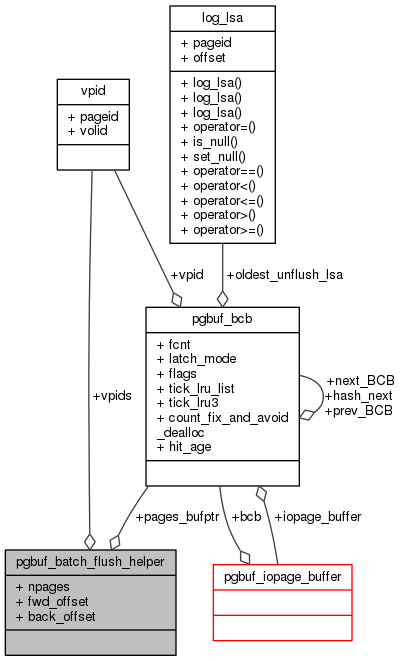 log_lsa
+ pageid
+ offset
+ log_lsa()
+ log_lsa()
+ log_lsa()
+ operator=()
+ is_null()
+ set_null()
+ operator==()
+ operator<()
+ operator<=()
+ operator>()
+ operator>=()
vpid
+ pageid
+ volid
+vpid
+oldest_unflush_lsa
pgbuf_bcb
+ fcnt
+ latch_mode
+ flags
+ tick_lru_list
+ tick_lru3
+ count_fix_and_avoid
_dealloc
+ hit_age
+next_BCB
+hash_next
+prev_BCB
+vpids
+pages_bufptr
+bcb
+iopage_buffer
pgbuf_batch_flush_helper
+ npages
+ fwd_offset
+ back_offset
pgbuf_iopage_buffer